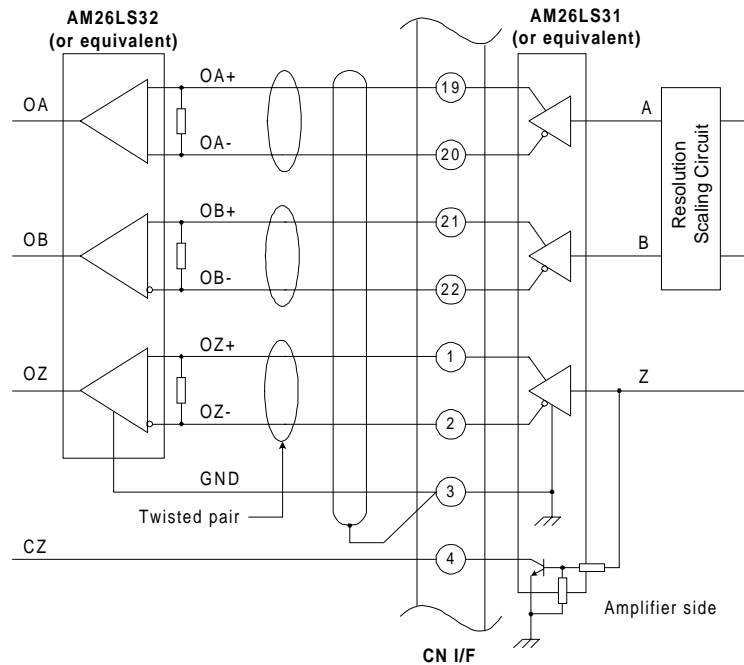 AM26LS32
(or equivalent)
AM26LS31
(or equivalent)
OA
OA+
19
A
OA-
20
Resolution
Scaling Circuit
OB
OB+
21
B
OB-
22
OZ
OZ+
1
Z
OZ-
2
GND
3
Twisted pair
CZ
4
Amplifier side
CN I/F